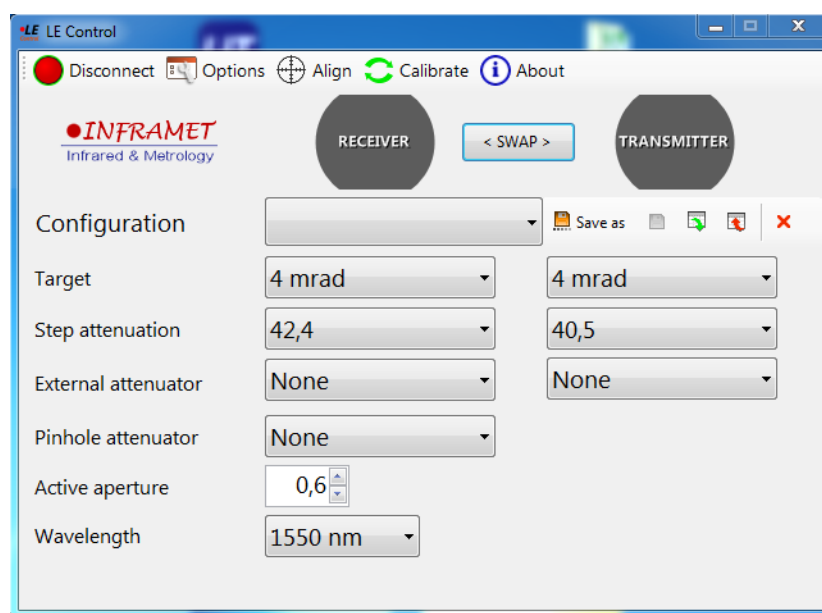 LE LE Control
Disconnect Options Align Calibrate i About
INFRAMET
Infrared & Metrology
RECEIVER < SWAP > TRANSMITTER
Configuration Save as
Target 4 mrad 4 mrad
Step attenuation 42,4 40,5
External attenuator None None
Pinhole attenuator None
Active aperture 0,6
Wavelength 1550 nm